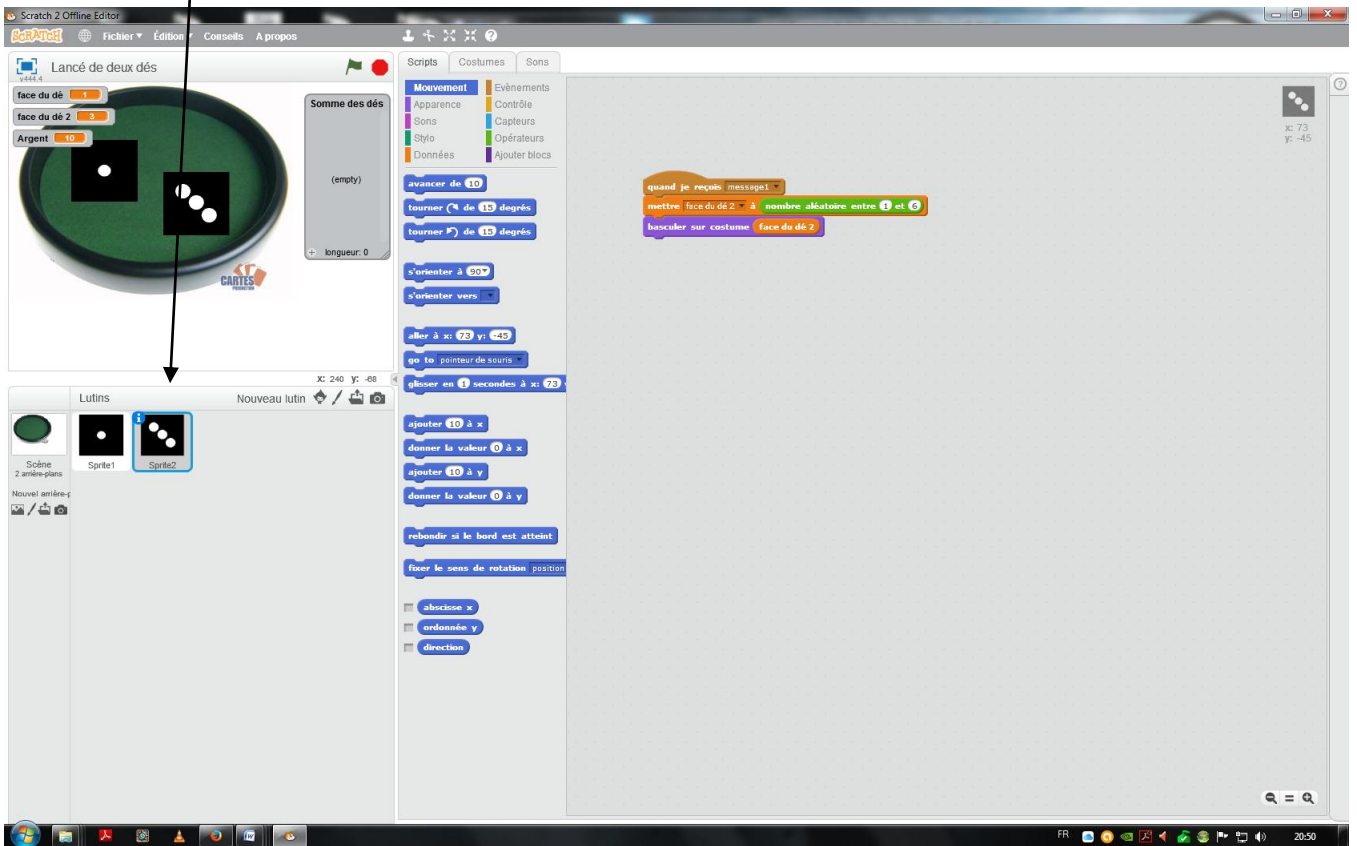 Scratch 2 Offline Editor
SCRATCH Fichier Édition Conseils A propos
Lancé de deux dés
v444.4
face du dé 1
face du dé 2 3
Argent 10
Somme des dés
(empty)
+ longueur: 0
CARTES
PRODUCTION
X: 240 Y: -68
Lutins
Nouveau lutin
Scène
2 arrière-plans
Sprite1
Sprite2
Nouvel arrière-p
Scripts Costumes Sons
Mouvement Evènements
Apparence Contrôle
Sons Capteurs
Stylo Opérateurs
Données Ajouter blocs
avancer de 10
tourner de 15 degrés
tourner de 15 degrés
s'orienter à 90
s'orienter vers
aller à x: 73 y: -45
go to pointeur de souris
glisser en 1 secondes à x: 73
ajouter 10 à x
donner la valeur 0 à x
ajouter 10 à y
donner la valeur 0 à y
rebondir si le bord est atteint
fixer le sens de rotation position
abscisse x
ordonnée y
direction
quand je reçois message1
mettre face du dé 2 à nombre aléatoire entre 1 et 6
basculer sur costume face du dé 2
x: 73
y: -45
FR
20:50